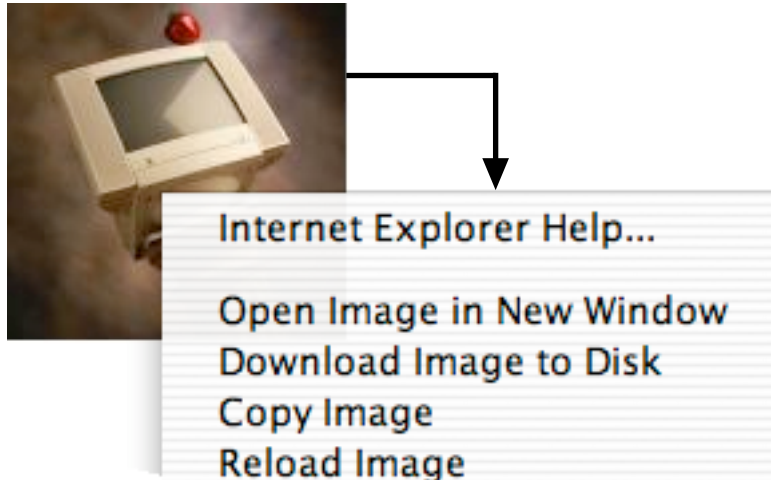 Internet Explorer Help...
Open Image in New Window
Download Image to Disk
Copy Image
Reload Image